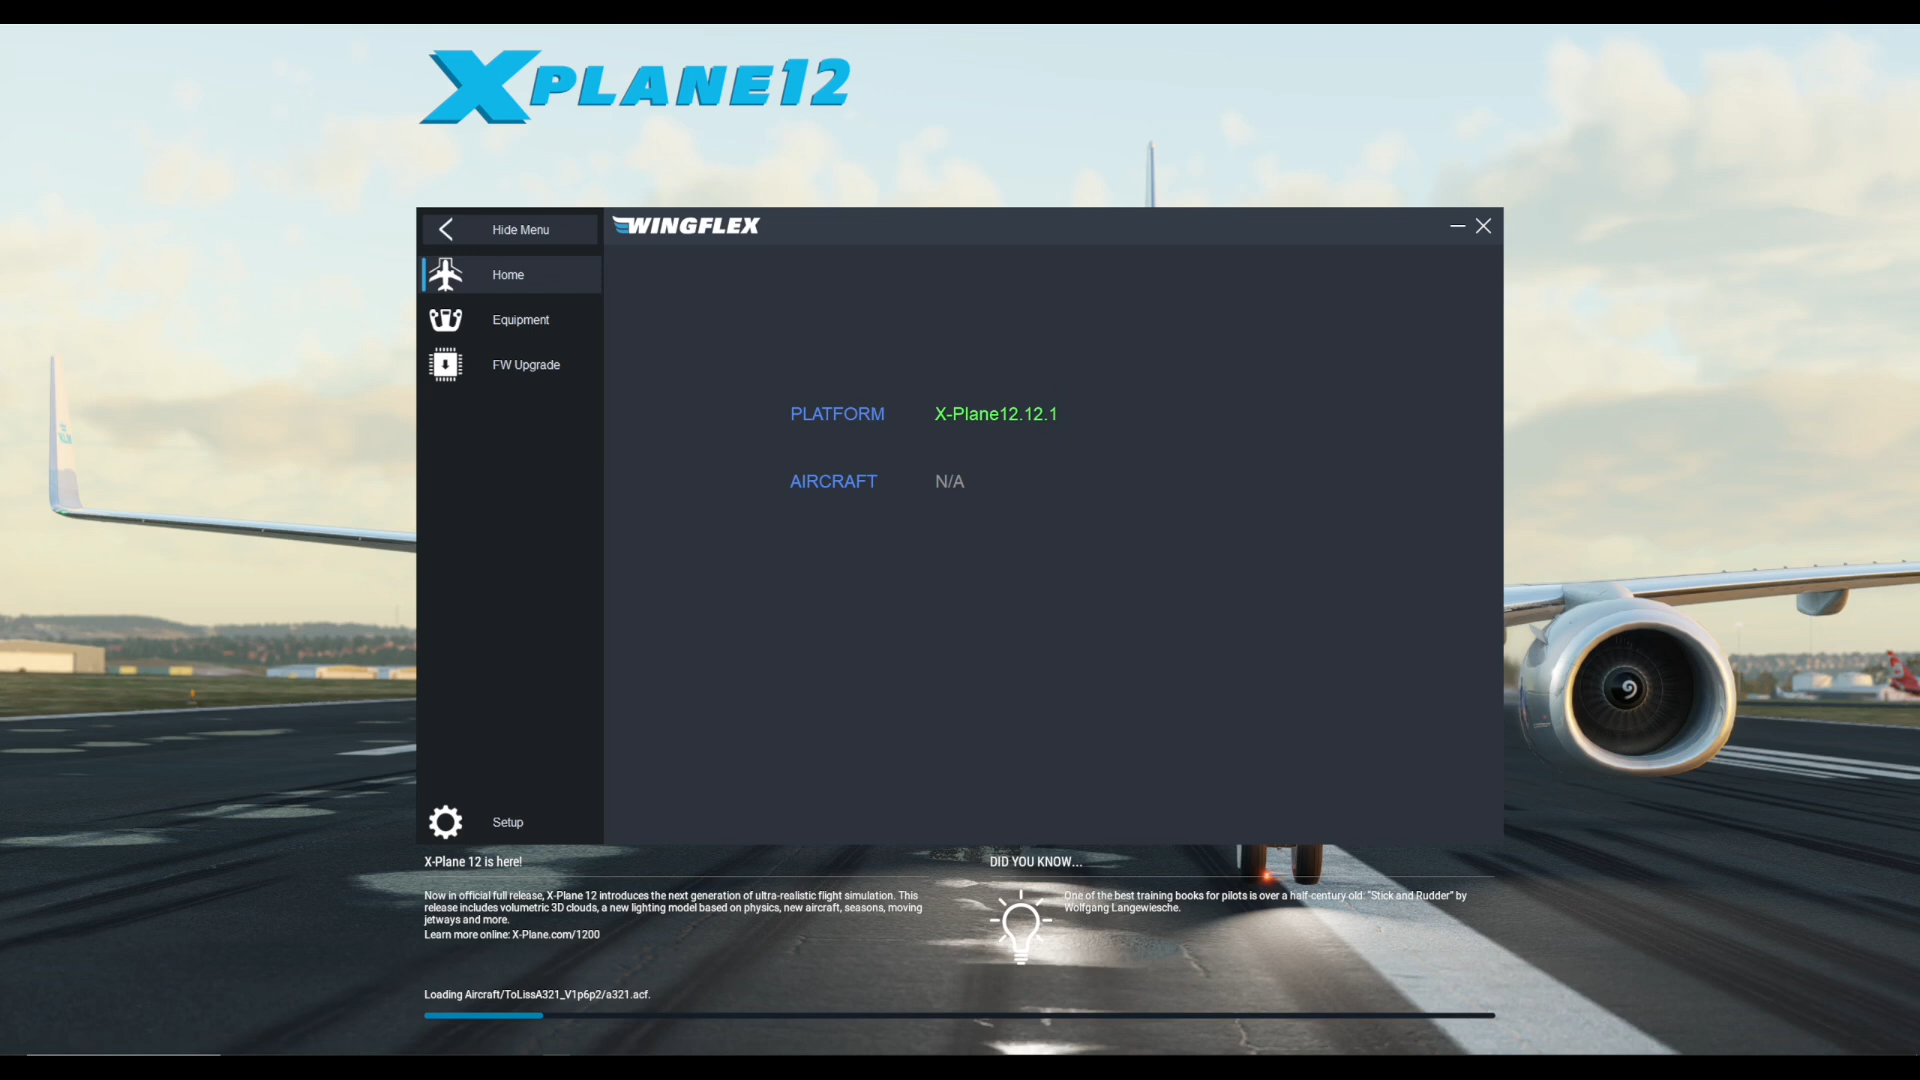 XPLANE12
Hide Menu
WINGFLEX
Home
Equipment
FW Upgrade
PLATFORM X-Plane12.12.1
AIRCRAFT N/A
Setup
X-Plane 12 is here!
Now in official full release, X-Plane 12 introduces the next generation of ultra-realistic flight simulation. This
release includes volumetric 3D clouds, a new lighting model based on physics, new aircraft, seasons, moving
jetways and more.
Learn more online: X-Plane.com/1200
DID YOU KNOW...
One of the best training books for pilots is over a half-century old: "Stick and Rudder" by
Wolfgang Langewiesche.
Loading Aircraft/ToLissA321_V1p6p2/a321.acf.
KLM